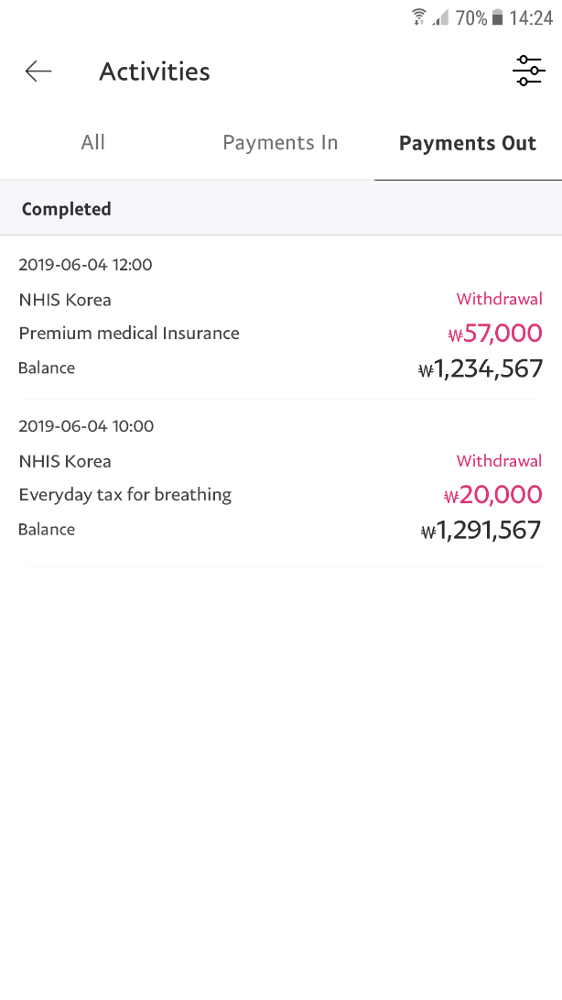 70% 14:24
Activities
All Payments In Payments Out
Completed
2019-06-04 12:00
NHIS Korea Withdrawal
Premium medical Insurance ₩57,000
Balance ₩1,234,567
2019-06-04 10:00
NHIS Korea Withdrawal
Everyday tax for breathing ₩20,000
Balance ₩1,291,567